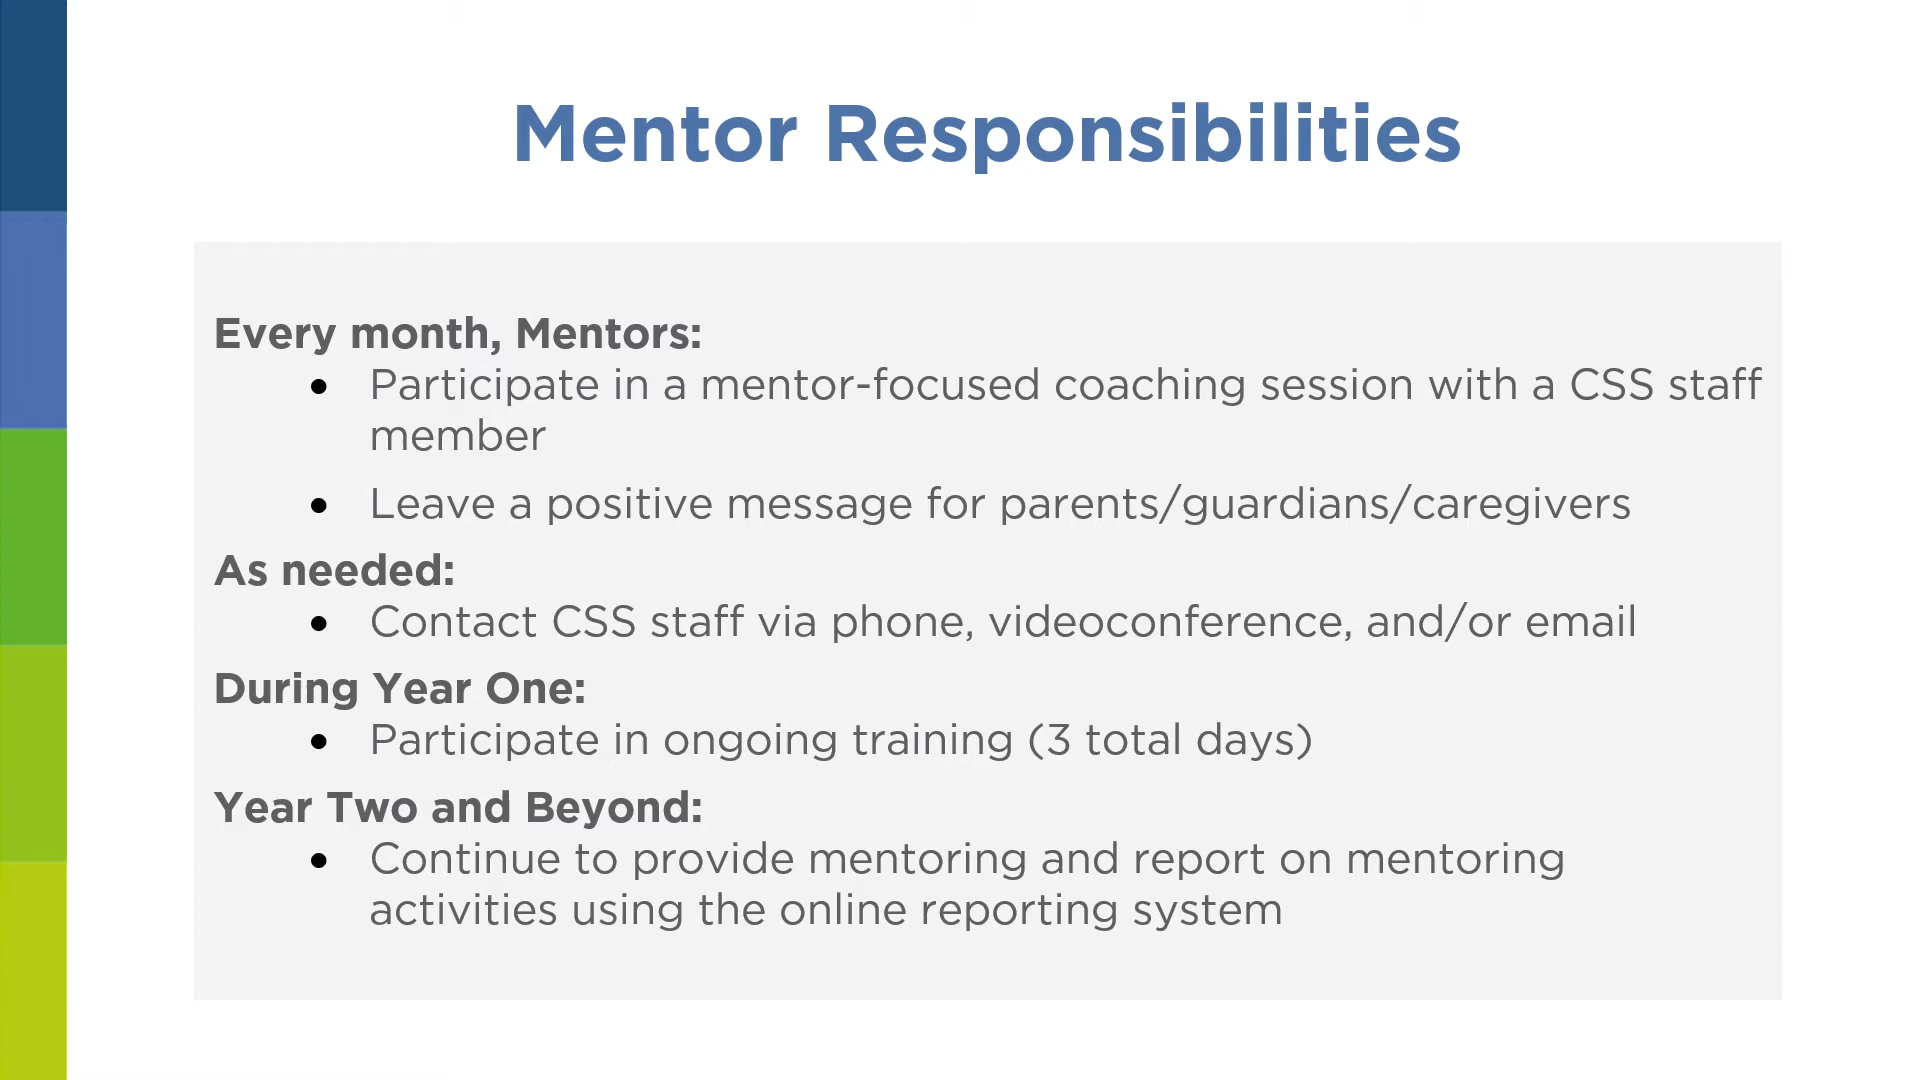 Mentor Responsibilities
Every month, Mentors:
● Participate in a mentor-focused coaching session with a CSS staff
member
● Leave a positive message for parents/guardians/caregivers
As needed:
● Contact CSS staff via phone, videoconference, and/or email
During Year One:
● Participate in ongoing training (3 total days)
Year Two and Beyond:
● Continue to provide mentoring and report on mentoring
activities using the online reporting system